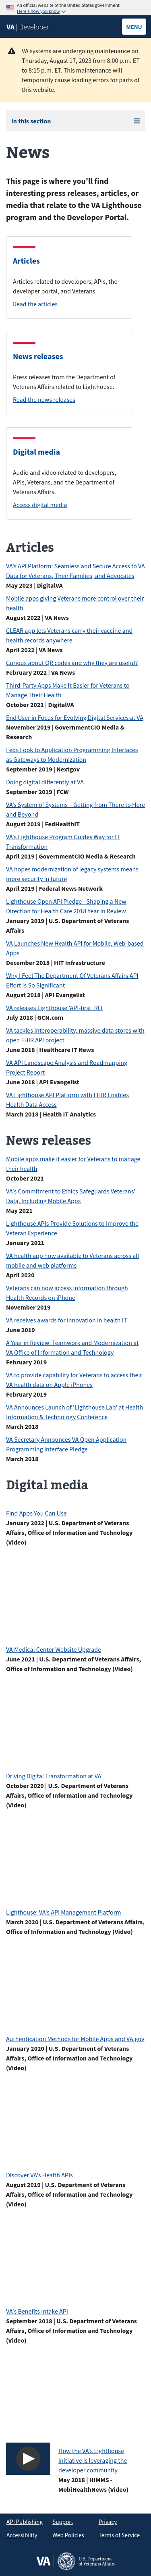 An official website of the United States government
Here's how you know
VA | Developer
MENU
VA systems are undergoing maintenance on
Thursday, August 17, 2023 from 8:00 p.m. ET
to 8:15 p.m. ET. This maintenance will
temporarily cause loading errors for parts of
this website.
In this section
News
This page is where you'll find
interesting press releases, articles, or
media that relate to the VA Lighthouse
program and the Developer Portal.
Articles
Articles related to developers, APIs, the
developer portal, and Veterans.
Read the articles
News releases
Press releases from the Department of
Veterans Affairs related to Lighthouse.
Read the news releases
Digital media
Audio and video related to developers,
APIs, Veterans, and the Department of
Veterans Affairs.
Access digital media
Articles
VA's API Platform: Seamless and Secure Access to VA
Data for Veterans, Their Families, and Advocates
May 2023 | DigitalVA
Mobile apps giving Veterans more control over their
health
August 2022 | VA News
CLEAR app lets Veterans carry their vaccine and
health records anywhere
April 2022 | VA News
Curious about QR codes and why they are useful?
February 2022 | VA News
Third-Party Apps Make It Easier for Veterans to
Manage Their Health
October 2021 | DigitalVA
End User in Focus for Evolving Digital Services at VA
November 2019 | GovernmentCIO Media &
Research
Feds Look to Application Programming Interfaces
as Gateways to Modernization
September 2019 | Nextgov
Doing digital differently at VA
September 2019 | FCW
VA's System of Systems – Getting from There to Here
and Beyond
August 2019 | FedHealthIT
VA's Lighthouse Program Guides Way for IT
Transformation
April 2019 | GovernmentCIO Media & Research
VA hopes modernization of legacy systems means
more security in future
April 2019 | Federal News Network
Lighthouse Open API Pledge - Shaping a New
Direction for Health Care 2018 Year in Review
January 2019 | U.S. Department of Veterans
Affairs
VA Launches New Health API for Mobile, Web-based
Apps
December 2018 | HIT Infrastructure
Why I Feel The Department Of Veterans Affairs API
Effort Is So Significant
August 2018 | API Evangelist
VA releases Lighthouse 'API-first' RFI
July 2018 | GCN.com
VA tackles interoperability, massive data stores with
open FHIR API project
June 2018 | Healthcare IT News
VA API Landscape Analysis and Roadmapping
Project Report
June 2018 | API Evangelist
VA Lighthouse API Platform with FHIR Enables
Health Data Access
March 2018 | Health IT Analytics
News releases
Mobile apps make it easier for Veterans to manage
their health
October 2021
VA's Commitment to Ethics Safeguards Veterans'
Data, Including Mobile Apps
May 2021
Lighthouse APIs Provide Solutions to Improve the
Veteran Experience
January 2021
VA health app now available to Veterans across all
mobile and web platforms
April 2020
Veterans can now access information through
Health Records on iPhone
November 2019
VA receives awards for innovation in health IT
June 2019
A Year in Review: Teamwork and Modernization at
VA Office of Information and Technology
February 2019
VA to provide capability for Veterans to access their
VA health data on Apple iPhones
February 2019
VA Announces Launch of 'Lighthouse Lab' at Health
Information & Technology Conference
March 2018
VA Secretary Announces VA Open Application
Programming Interface Pledge
March 2018
Digital media
Find Apps You Can Use
January 2022 | U.S. Department of Veterans
Affairs, Office of Information and Technology
(Video)
VA Medical Center Website Upgrade
June 2021 | U.S. Department of Veterans Affairs,
Office of Information and Technology (Video)
Driving Digital Transformation at VA
October 2020 | U.S. Department of Veterans
Affairs, Office of Information and Technology
(Video)
Lighthouse: VA's API Management Platform
March 2020 | U.S. Department of Veterans Affairs,
Office of Information and Technology (Video)
Authentication Methods for Mobile Apps and VA.gov
January 2020 | U.S. Department of Veterans
Affairs, Office of Information and Technology
(Video)
Discover VA's Health APIs
August 2019 | U.S. Department of Veterans
Affairs, Office of Information and Technology
(Video)
VA's Benefits Intake API
September 2018 | U.S. Department of Veterans
Affairs, Office of Information and Technology
(Video)
How the VA's Lighthouse
initiative is leveraging the
developer community
May 2018 | HIMMS -
MobiHealthNews (Video)
API Publishing
Support
Privacy
Accessibility
Web Policies
Terms of Service
VA
U.S. Department
of Veterans Affairs